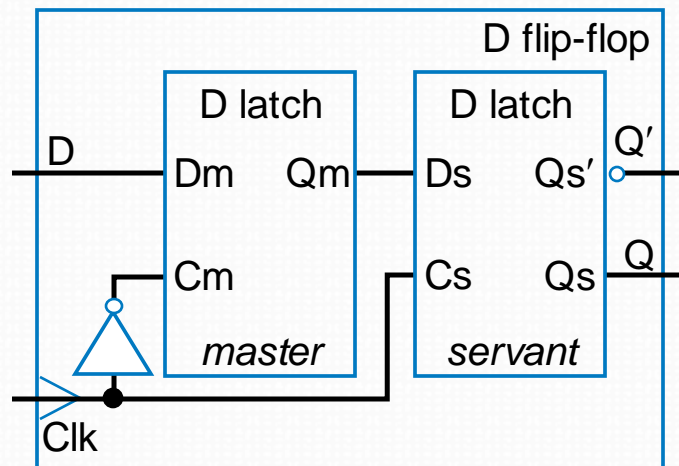 D flip-flop
D latch
D latch
D
Q′
Dm
Qm
Ds
Qs′
Cm
Cs
Qs
Q
master
servant
Clk